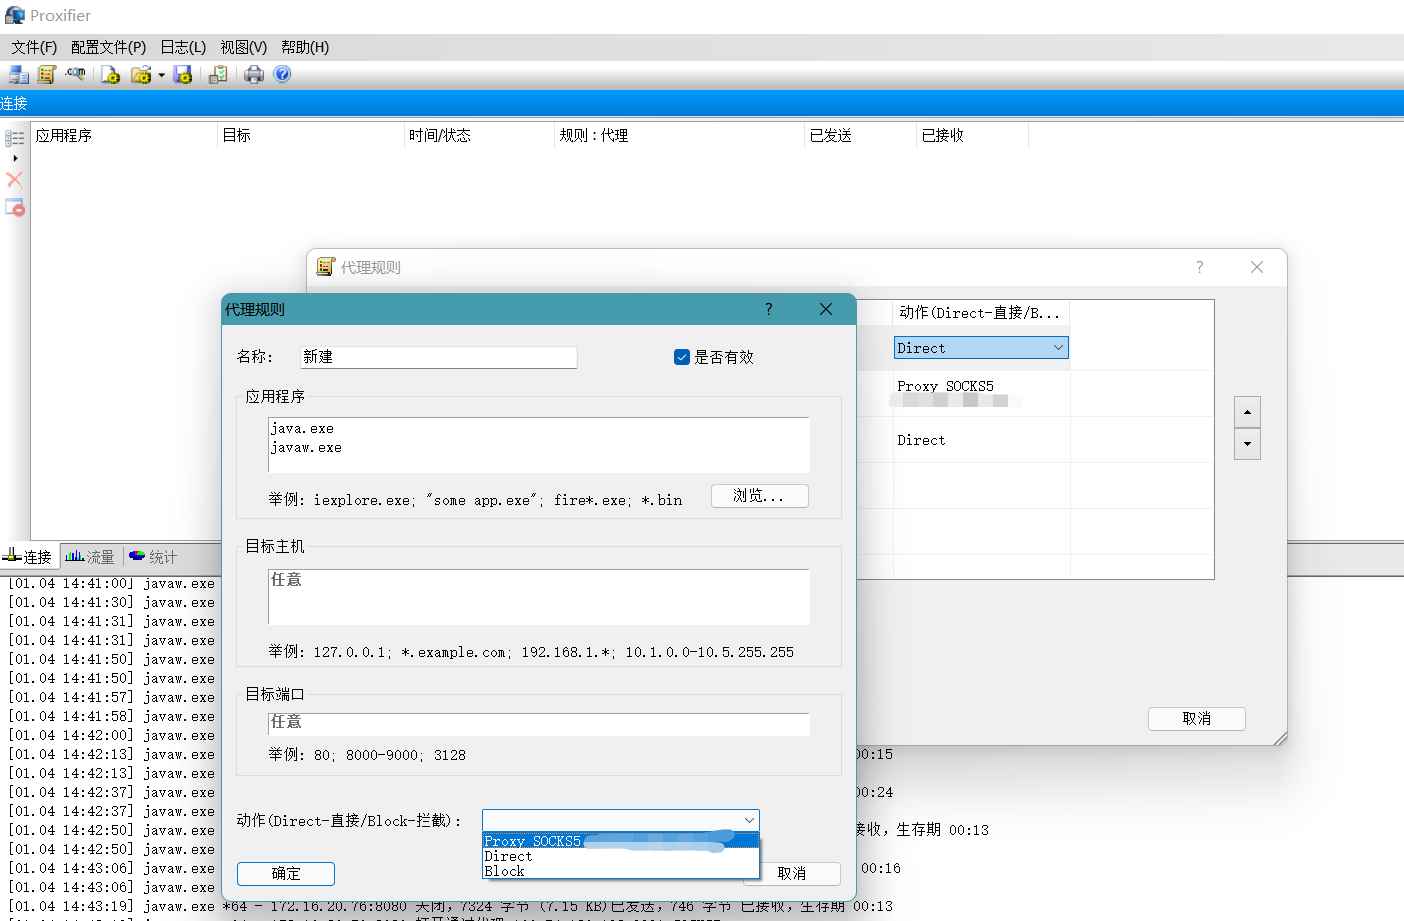 Proxifier
文件(F) 配置文件(P) 日志(L) 视图(V) 帮助(H)
连接
应用程序 目标 时间/状态 规则 : 代理 已发送 已接收
代理规则 ?
动作(Direct-直接/B...
Direct
Proxy SOCKS5
Direct
取消
代理规则 ?
名称: 新建 是否有效
应用程序
java.exe
javaw.exe
举例: iexplore.exe; "some app.exe"; fire*.exe; *.bin 浏览...
目标主机
任意
举例: 127.0.0.1; *.example.com; 192.168.1.*; 10.1.0.0-10.5.255.255
目标端口
任意
举例: 80; 8000-9000; 3128
动作(Direct-直接/Block-拦截):
Proxy SOCKS5
Direct
Block
确定 取消
连接 流量 统计
[01.04 14:41:00] javaw.exe
[01.04 14:41:30] javaw.exe
[01.04 14:41:31] javaw.exe
[01.04 14:41:31] javaw.exe
[01.04 14:41:50] javaw.exe
[01.04 14:41:50] javaw.exe
[01.04 14:41:57] javaw.exe
[01.04 14:41:58] javaw.exe
[01.04 14:42:00] javaw.exe
[01.04 14:42:13] javaw.exe 00:15
[01.04 14:42:13] javaw.exe
[01.04 14:42:37] javaw.exe 00:24
[01.04 14:42:37] javaw.exe
[01.04 14:42:50] javaw.exe 接收, 生存期 00:13
[01.04 14:42:50] javaw.exe
[01.04 14:43:06] javaw.exe 00:16
[01.04 14:43:06] javaw.exe
[01.04 14:43:19] javaw.exe *64 - 172.16.20.76:8080 关闭, 7324 字节 (7.15 KB)已发送, 746 字节 已接收, 生存期 00:13